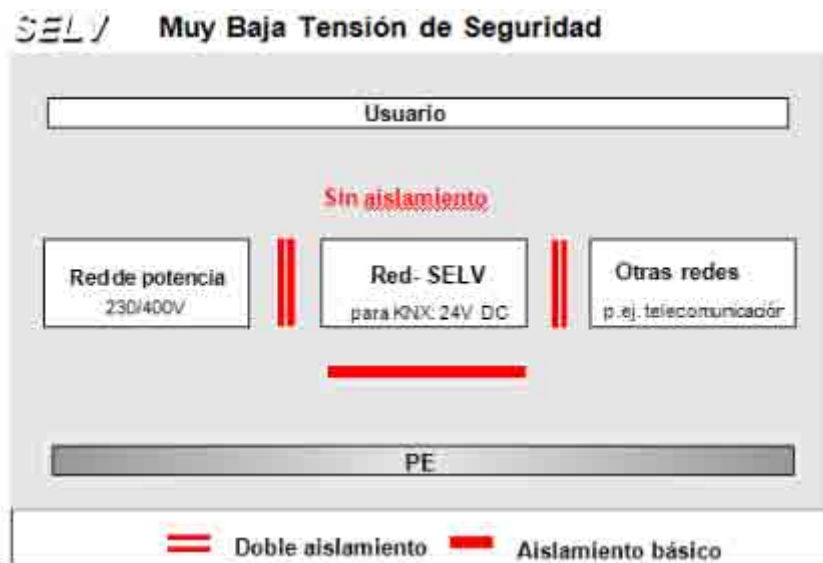 SELV Muy Baja Tensión de Seguridad
Usuario
Sin aislamiento
Red de potencia
230/400V
Red- SELV
para KNX: 24V DC
Otras redes
p.ej. telecomunicación
PE
Doble aislamiento
Aislamiento básico